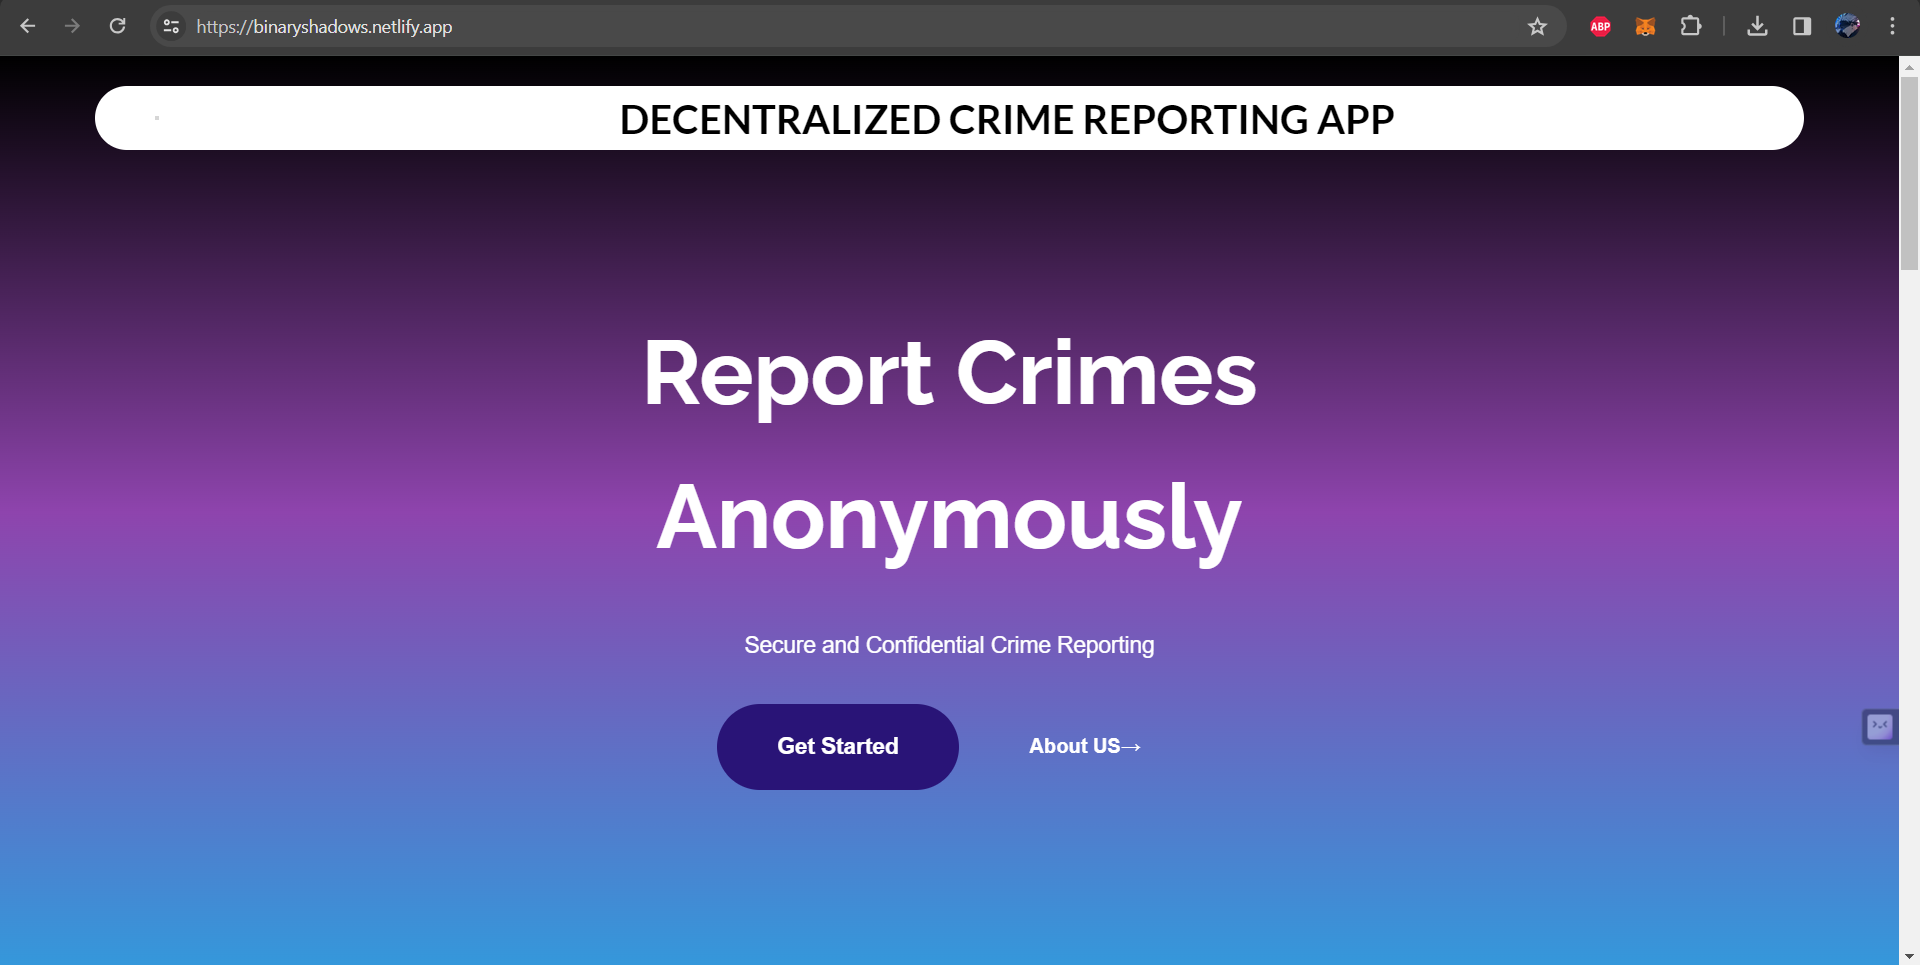 https://binaryshadows.netlify.app
ABP
DECENTRALIZED CRIME REPORTING APP
Report Crimes
Anonymously
Secure and Confidential Crime Reporting
Get Started
About US→